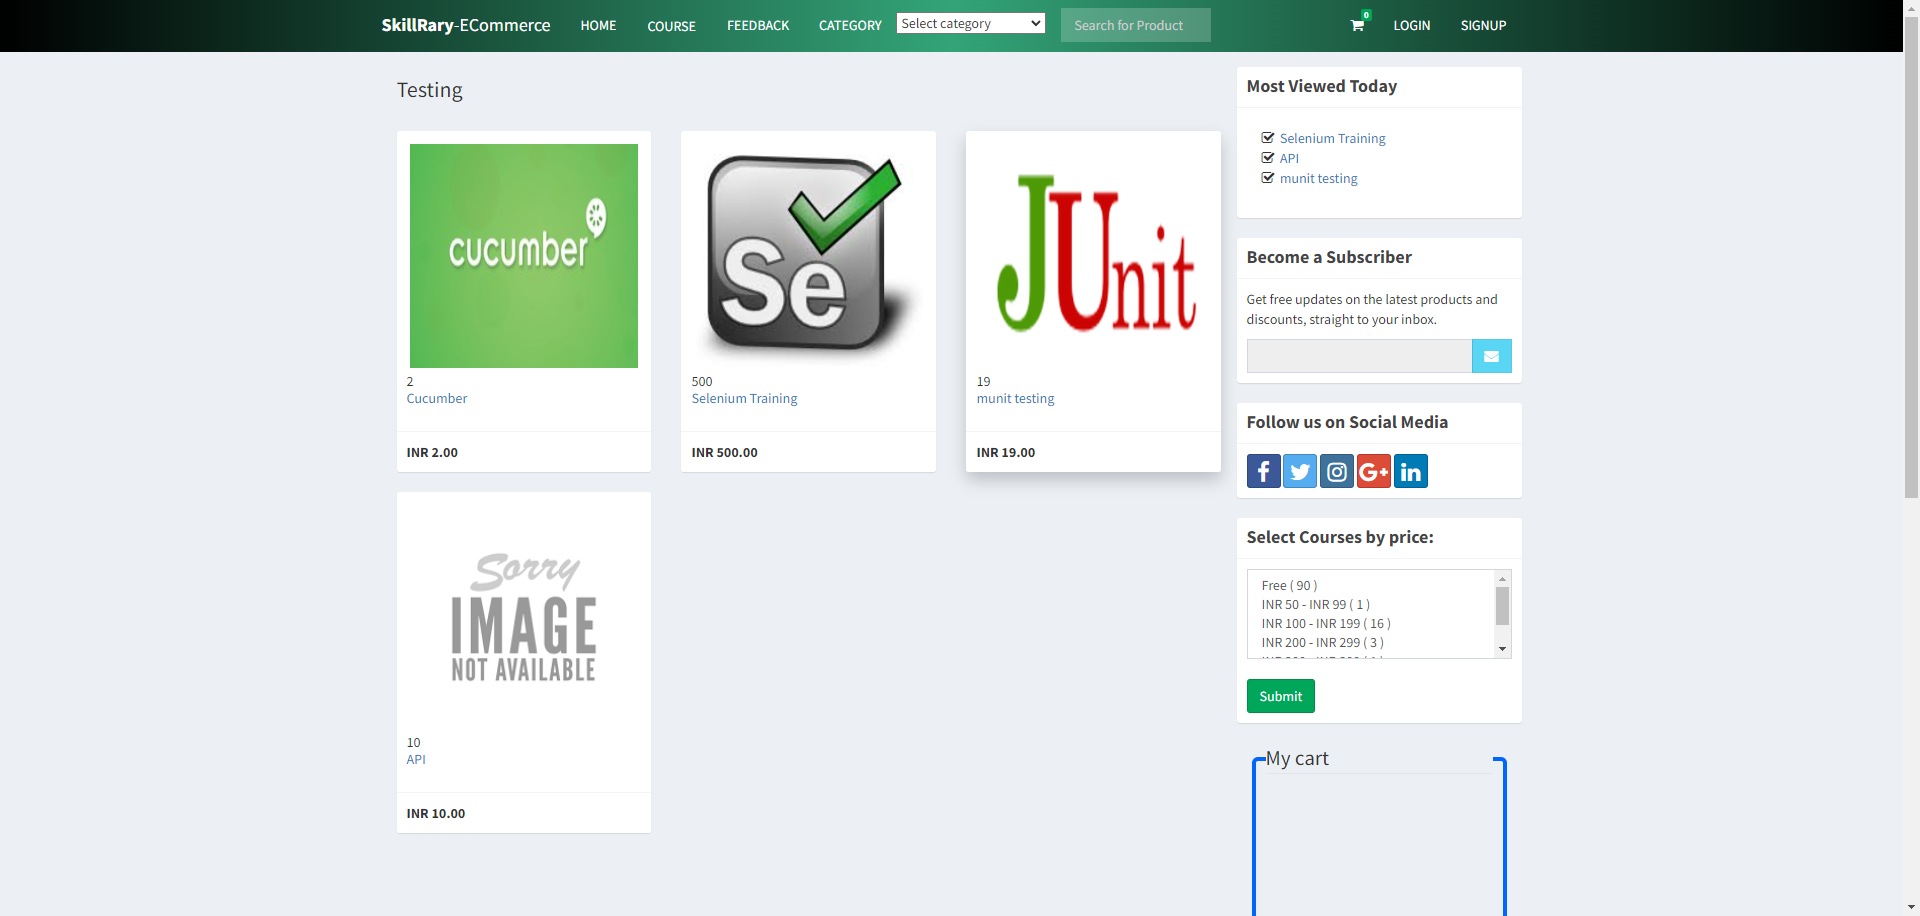 SkillRary-ECommerce HOME COURSE FEEDBACK CATEGORY Select category Search for Product 0 LOGIN SIGNUP
Testing
cucumber
2
Cucumber
INR 2.00
Se
500
Selenium Training
INR 500.00
JUnit
19
munit testing
INR 19.00
Sorry
IMAGE
NOT AVAILABLE
10
API
INR 10.00
Most Viewed Today
Selenium Training
API
munit testing
Become a Subscriber
Get free updates on the latest products and
discounts, straight to your inbox.
Follow us on Social Media
f G+ in
Select Courses by price:
Free ( 90 )
INR 50 - INR 99 ( 1 )
INR 100 - INR 199 ( 16 )
INR 200 - INR 299 ( 3 )
Submit
My cart